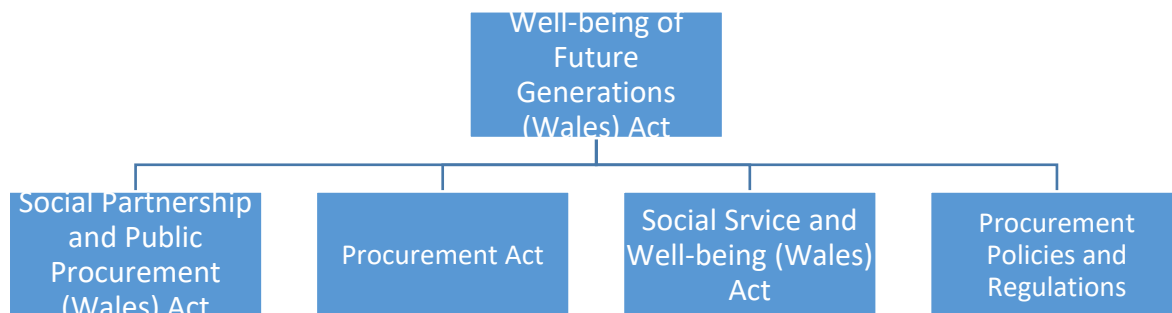 Well-being of
Future
Generations
(Wales) Act
Social Partnership
and Public
Procurement
(Wales) Act
Procurement Act
Social Srvice and
Well-being (Wales)
Act
Procurement
Policies and
Regulations